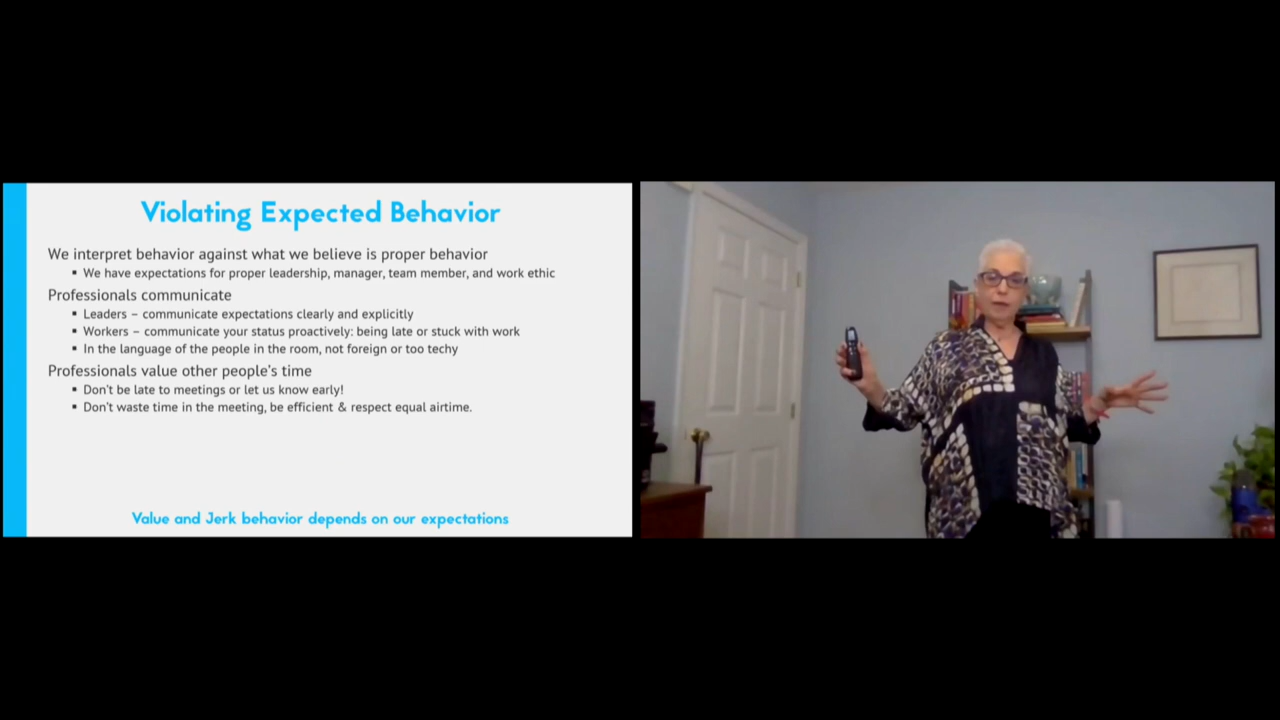 Violating Expected Behavior
We interpret behavior against what we believe is proper behavior
▪ We have expectations for proper leadership, manager, team member, and work ethic
Professionals communicate
▪ Leaders – communicate expectations clearly and explicitly
▪ Workers – communicate your status proactively: being late or stuck with work
▪ In the language of the people in the room, not foreign or too techy
Professionals value other people's time
▪ Don't be late to meetings or let us know early!
▪ Don't waste time in the meeting, be efficient & respect equal airtime.
Value and Jerk behavior depends on our expectations